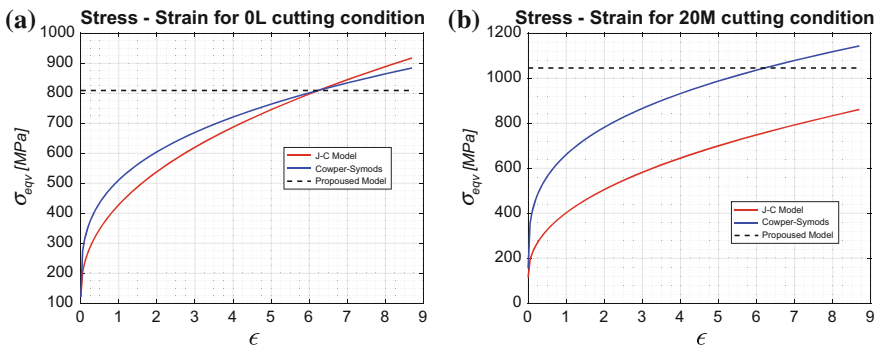 (a)
Stress - Strain for 0L cutting condition
1000
900
800
700
600
500
400
300
200
100
σeqv [MPa]
J-C Model
Cowper-Symods
Propoused Model
0 1 2 3 4 5 6 7 8 9
ϵ
(b)
Stress - Strain for 20M cutting condition
1200
1000
800
600
400
200
0
σeqv [MPa]
J-C Model
Cowper-Symods
Propoused Model
0 1 2 3 4 5 6 7 8 9
ϵ